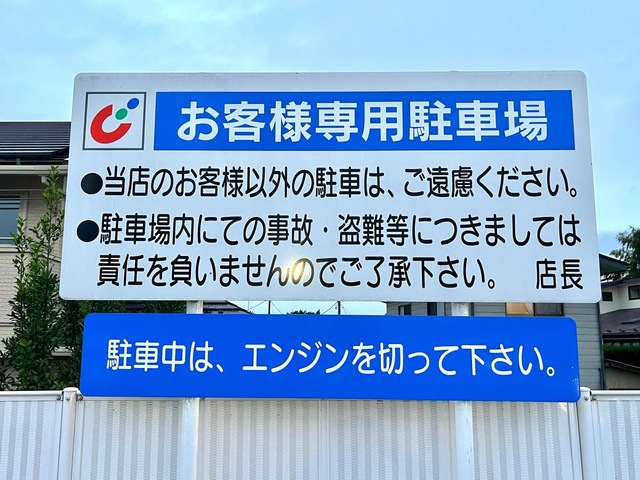 お客様専用駐車場
●当店のお客様以外の駐車は、ご遠慮ください。
●駐車場内にての事故・盗難等につきましては
責任を負いませんのでご了承下さい。 店長
駐車中は、エンジンを切って下さい。